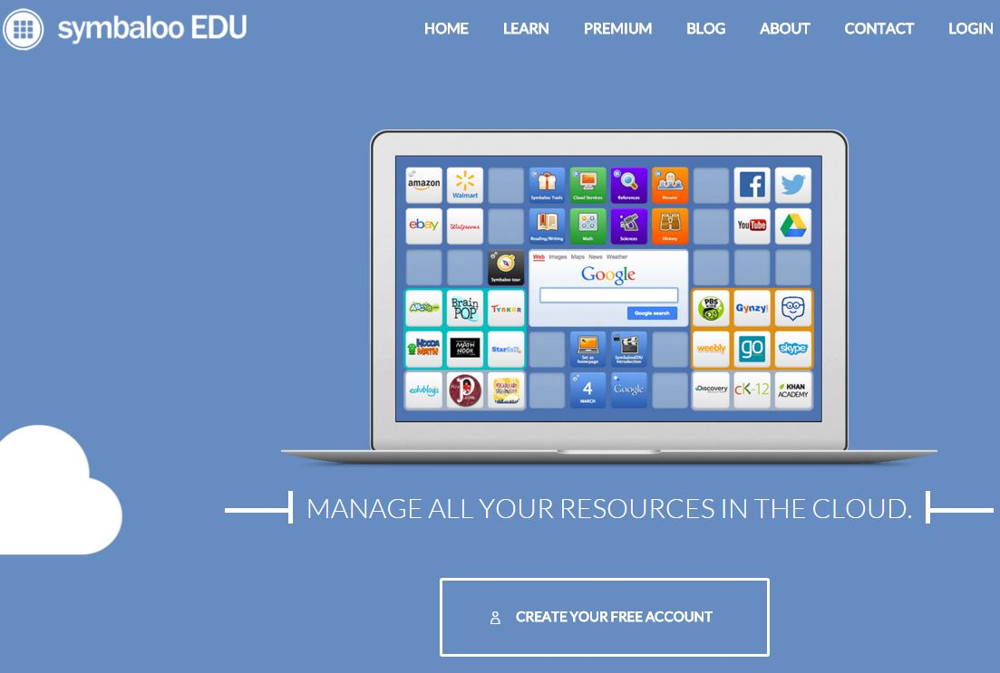 symbaloo EDU
HOME LEARN PREMIUM BLOG ABOUT CONTACT LOGIN
amazon Walmart Symbaloo Tools Cloud Services References Present
ebay Walgreens Reading/Writing Math Sciences History YouTube
Symbaloo tour
Web Images Maps News Weather
Google
Google search
Brain POP TYNKER PBS Gynzy
HOODA MATH MATH NOOK Starfall Set as homepage SymbalooEDU Introduction weebly go skype
edublogs 4 MARCH Google Discovery CK-12 KHAN ACADEMY
MANAGE ALL YOUR RESOURCES IN THE CLOUD.
CREATE YOUR FREE ACCOUNT